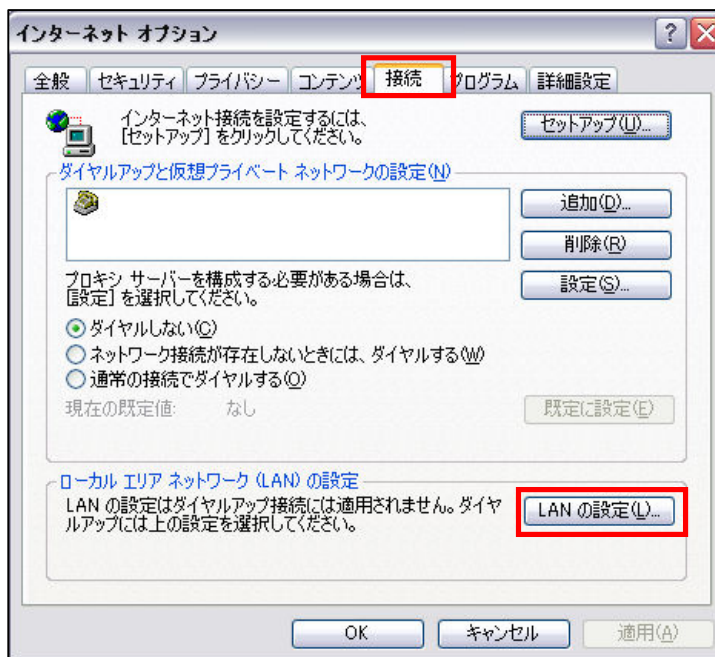 インターネット オプション
全般 セキュリティ プライバシー コンテンツ 接続 プログラム 詳細設定
インターネット接続を設定するには、
[セットアップ] をクリックしてください。
セットアップ(U)...
ダイヤルアップと仮想プライベート ネットワークの設定(N)
追加(D)...
削除(R)
プロキシ サーバーを構成する必要がある場合は、
[設定] を選択してください。
設定(S)...
ダイヤルしない(C)
ネットワーク接続が存在しないときには、ダイヤルする(W)
通常の接続でダイヤルする(O)
現在の既定値: なし
既定に設定(E)
ローカル エリア ネットワーク (LAN) の設定
LAN の設定はダイヤルアップ接続には適用されません。ダイヤ
ルアップには上の設定を選択してください。
LAN の設定(L)...
OK キャンセル 適用(A)